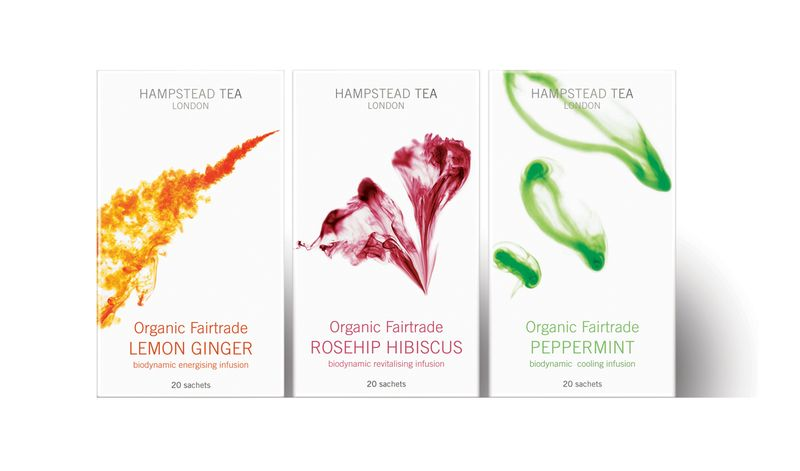 HAMPSTEAD TEA
LONDON
Organic Fairtrade
LEMON GINGER
biodynamic energising infusion
20 sachets
HAMPSTEAD TEA
LONDON
Organic Fairtrade
ROSEHIP HIBISCUS
biodynamic revitalising infusion
20 sachets
HAMPSTEAD TEA
LONDON
Organic Fairtrade
PEPPERMINT
biodynamic cooling infusion
20 sachets